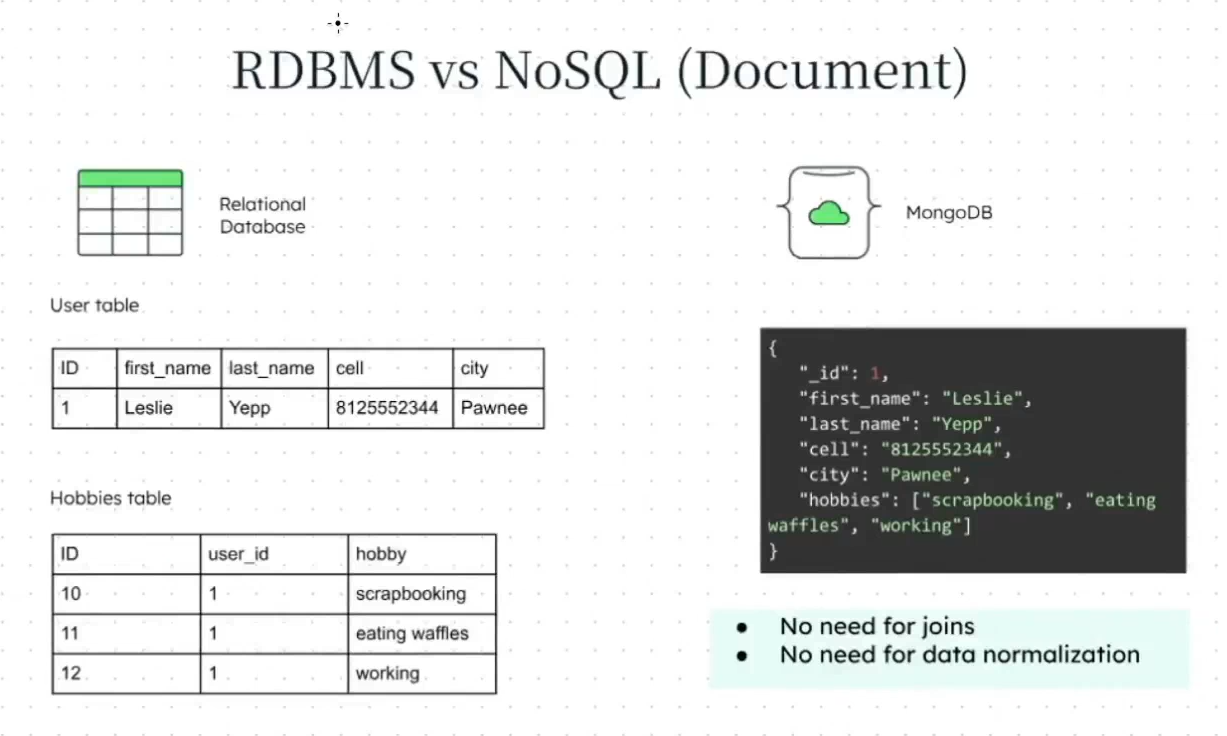 RDBMS vs NoSQL (Document)
Relational
Database
MongoDB
User table
ID first_name last_name cell city
1 Leslie Yepp 8125552344 Pawnee
Hobbies table
ID user_id hobby
10 1 scrapbooking
11 1 eating waffles
12 1 working
{
"_id": 1,
"first_name": "Leslie",
"last_name": "Yepp",
"cell": "8125552344",
"city": "Pawnee",
"hobbies": ["scrapbooking", "eating
waffles", "working"]
}
● No need for joins
● No need for data normalization